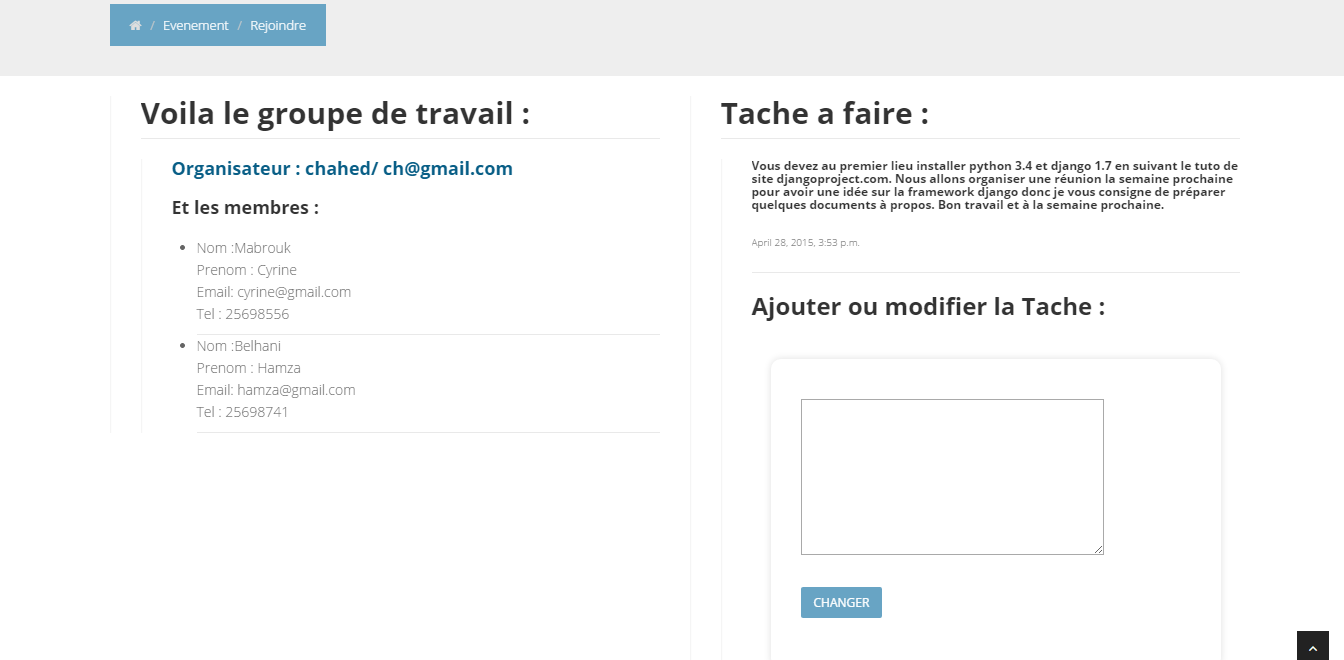 / Evenement / Rejoindre
Voila le groupe de travail :
Organisateur : chahed/ ch@gmail.com
Et les membres :
Nom :Mabrouk
Prenom : Cyrine
Email: cyrine@gmail.com
Tel : 25698556
Nom :Belhani
Prenom : Hamza
Email: hamza@gmail.com
Tel : 25698741
Tache a faire :
Vous devez au premier lieu installer python 3.4 et django 1.7 en suivant le tuto de
site djangoproject.com. Nous allons organiser une réunion la semaine prochaine
pour avoir une idée sur la framework django donc je vous consigne de préparer
quelques documents à propos. Bon travail et à la semaine prochaine.
April 28, 2015, 3:53 p.m.
Ajouter ou modifier la Tache :
CHANGER